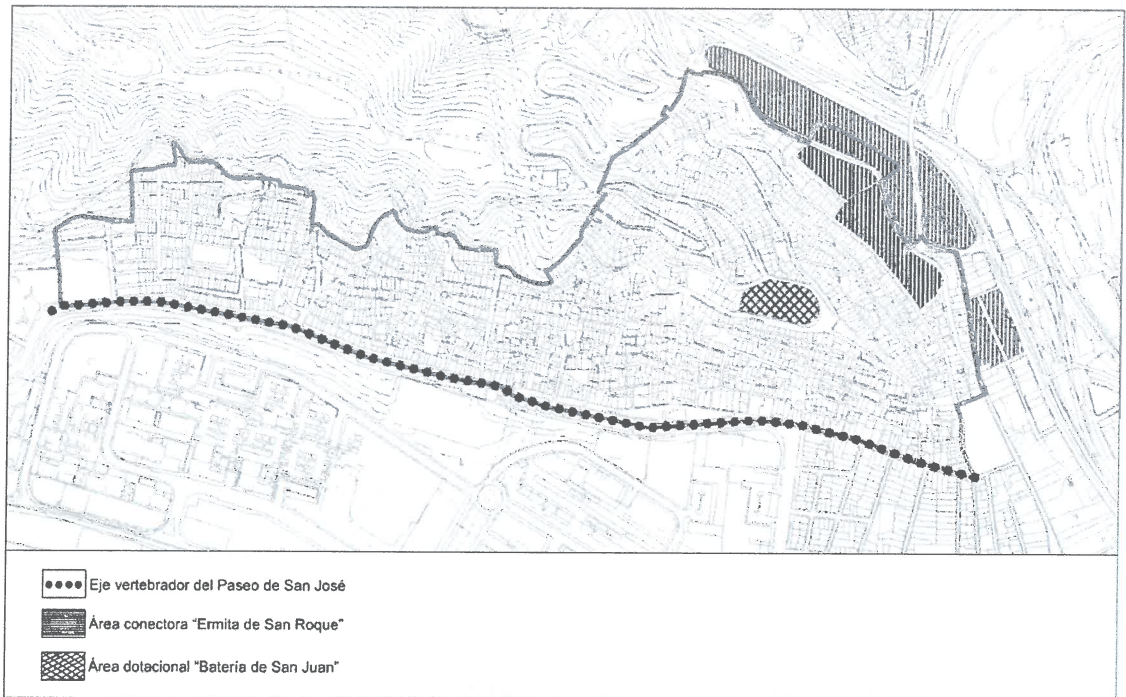 Eje vertebrador del Paseo de San José
Área conectora "Ermita de San Roque"
Área dotacional "Batería de San Juan"